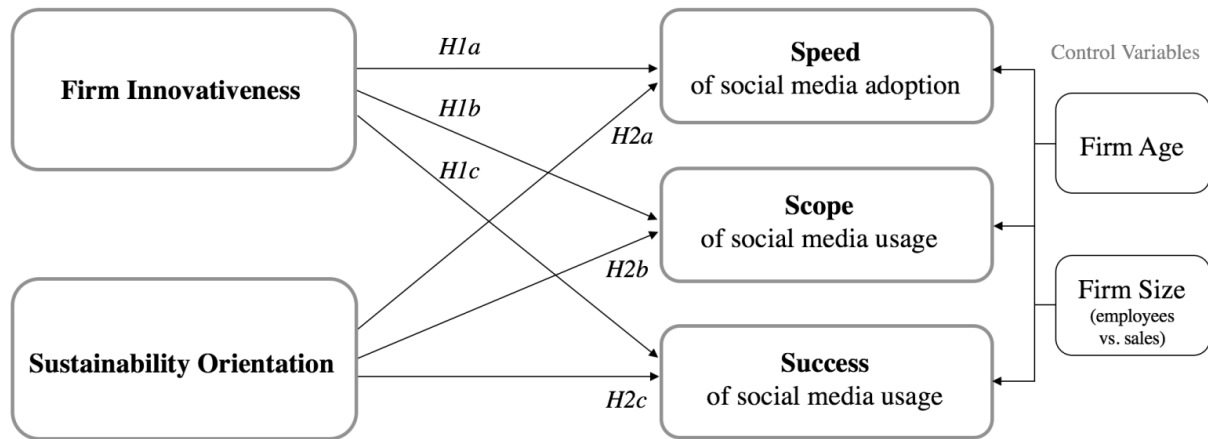 Firm Innovativeness
Sustainability Orientation
H1a
H1b
H2a
H1c
H2b
H2c
Speed
of social media adoption
Scope
of social media usage
Success
of social media usage
Control Variables
Firm Age
Firm Size
(employees
vs. sales)